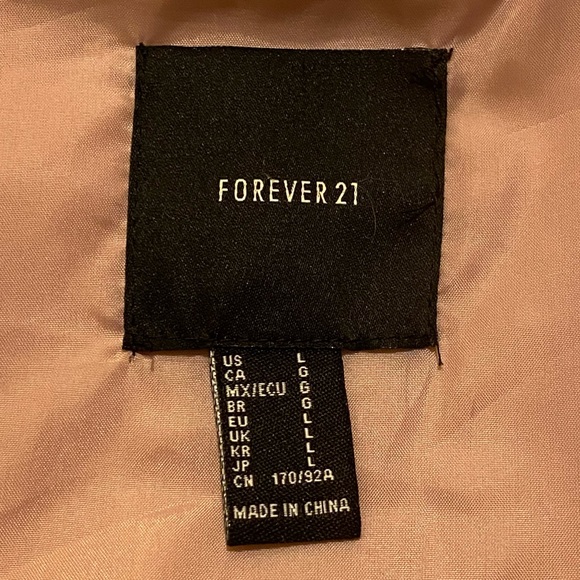 FOREVER 21
US L
CA G
MX/ECU G
BR G
EU L
UK L
KR L
JP L
CN 170/92A
MADE IN CHINA